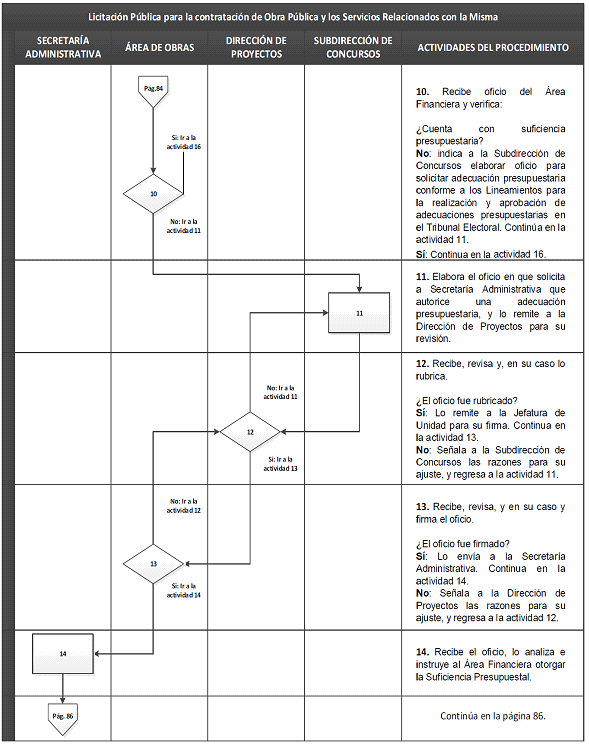 Licitación Pública para la contratación de Obra Pública y los Servicios Relacionados con la Misma
SECRETARÍA
ADMINISTRATIVA
ÁREA DE OBRAS
DIRECCIÓN DE
PROYECTOS
SUBDIRECCIÓN DE
CONCURSOS
ACTIVIDADES DEL PROCEDIMIENTO
Pág.84
Si: Ir a la
actividad 16
10
No: Ir a la
actividad 11
10. Recibe oficio del Área
Financiera y verifica:
¿Cuenta con suficiencia
presupuestaria?
No: indica a la Subdirección de
Concursos elaborar oficio para
solicitar adecuación presupuestaria
conforme a los Lineamientos para
la realización y aprobación de
adecuaciones presupuestarias en
el Tribunal Electoral. Continúa en la
actividad 11.
Sí: Continua en la actividad 16.
11
11. Elabora el oficio en que solicita
a Secretaría Administrativa que
autorice una adecuación
presupuestaria, y lo remite a la
Dirección de Proyectos para su
revisión.
No: Ir a la
actividad 11
12
Si: Ir a la
actividad 13
12. Recibe, revisa y, en su caso lo
rubrica.
¿El oficio fue rubricado?
Sí: Lo remite a la Jefatura de
Unidad para su firma. Continua en
la actividad 13.
No: Señala a la Subdirección de
Concursos las razones para su
ajuste, y regresa a la actividad 11.
No: Ir a la
actividad 12
13
Si: Ir a la
actividad 14
13. Recibe, revisa, y en su caso y
firma el oficio.
¿El oficio fue firmado?
Sí: Lo envía a la Secretaría
Administrativa. Continua en la
actividad 14.
No: Señala a la Dirección de
Proyectos las razones para su
ajuste, y regresa a la actividad 12.
14
14. Recibe el oficio, lo analiza e
instruye al Área Financiera otorgar
la Suficiencia Presupuestal.
Pág. 86
Continúa en la página 86.